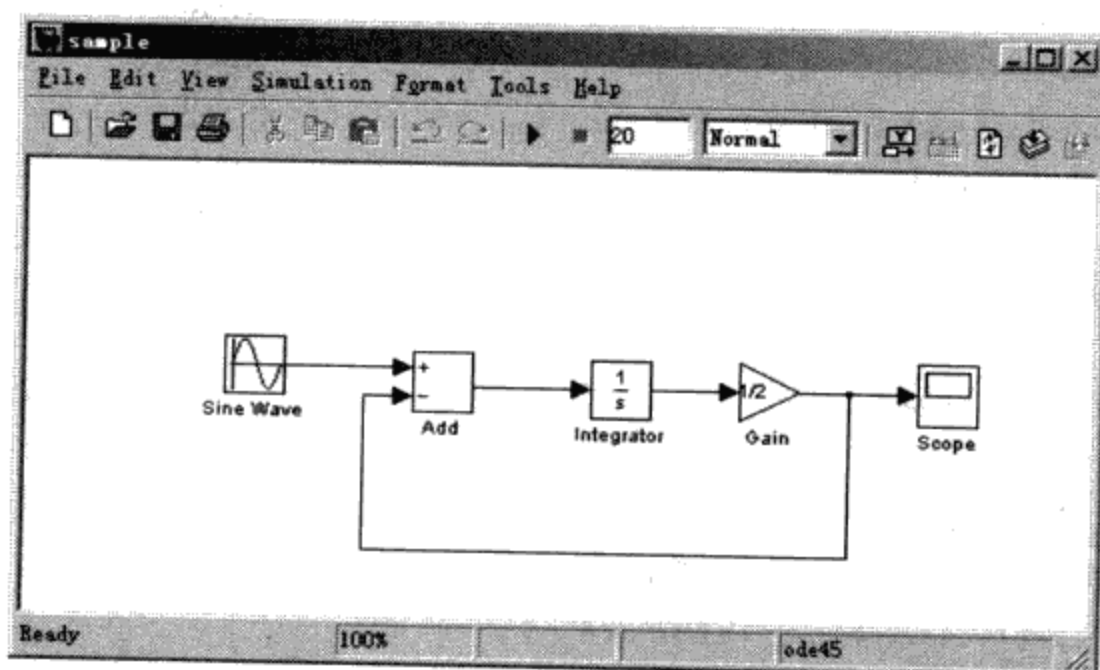 sample
File Edit View Simulation Format Tools Help
20 Normal
+
−
1/s
1/2
Sine Wave
Add
Integrator
Gain
Scope
Ready 100% ode45